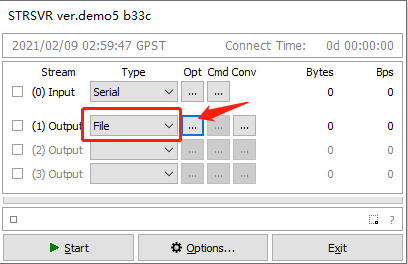 STRSVR ver.demo5 b33c
2021/02/09 02:59:47 GPST Connect Time: 0d 00:00:00
Stream Type Opt Cmd Conv Bytes Bps
(0) Input Serial ... ... 0 0
(1) Output File ... ... ... 0 0
(2) Output ... ... ... 0 0
(3) Output ... ... ... 0 0
?
Start Options... Exit